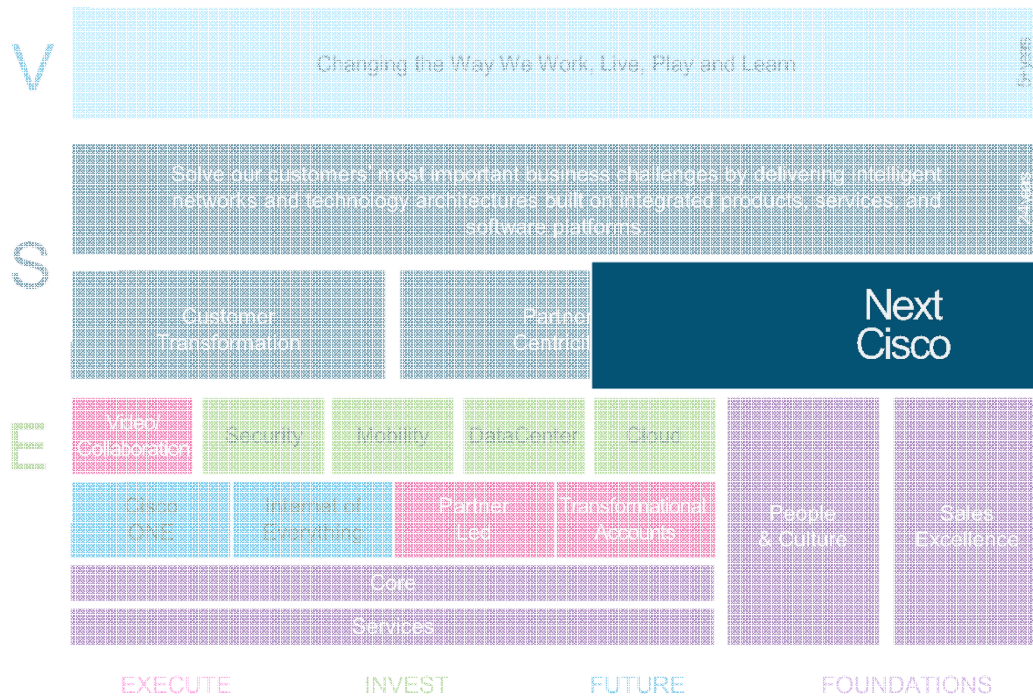 V
Changing the Way We Work, Live, Play and Learn
5+ years
Solve our customers' most important business challenges by delivering intelligent
networks and technology architectures built on integrated products, services, and
software platforms.
S
Customer
Transformation
Partner
Next
Cisco
E
Video/
Collaboration
Security
Mobility
DataCenter
Cloud
Cisco
ONE
Internet of
Everything
Partner
Led
Transformational
Accounts
People
& Culture
Sales
Excellence
Core
Services
EXECUTE
INVEST
FUTURE
FOUNDATIONS